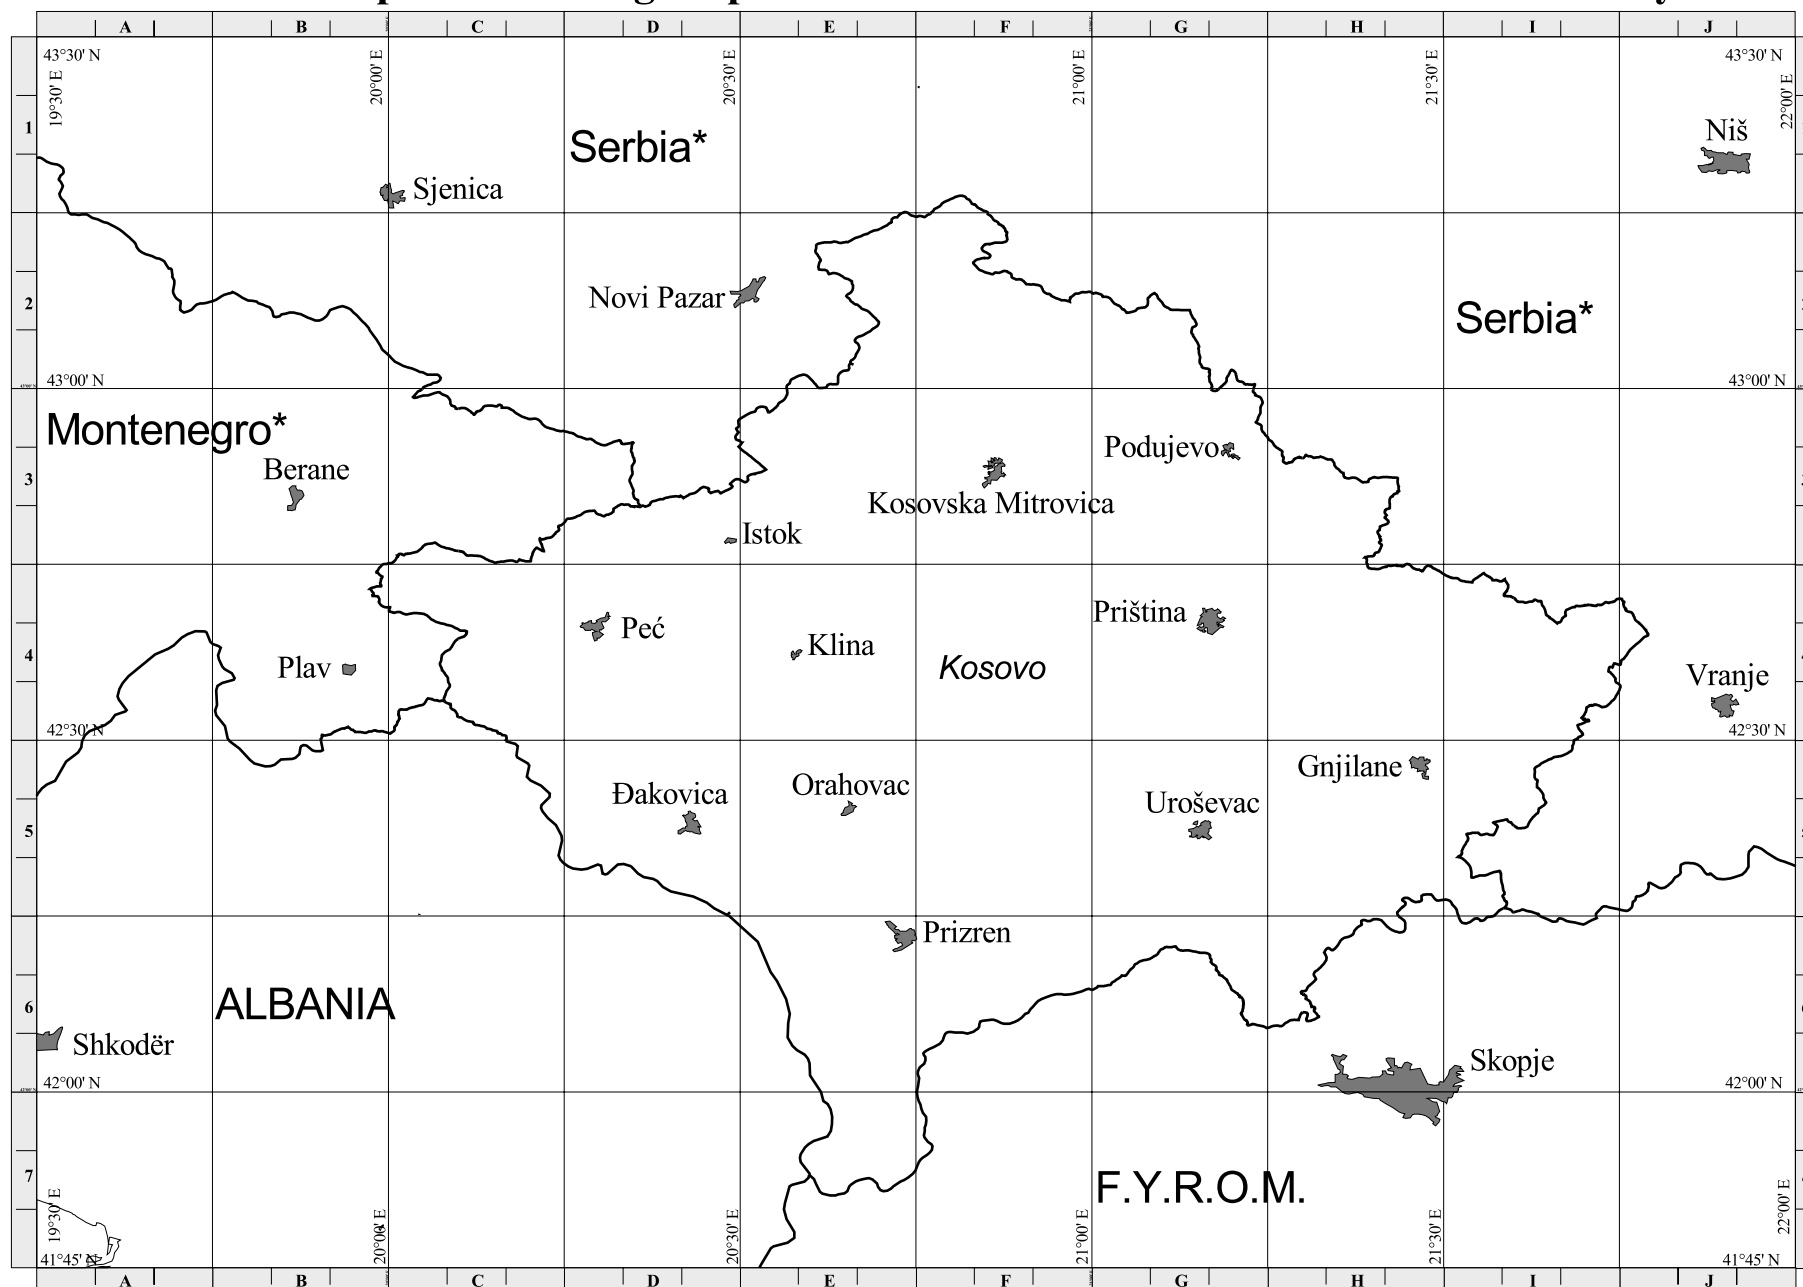 A B C D E F G H I J
43°30' N 43°30' N
19°30' E 20°00' E 20°30' E 21°00' E 21°30' E 22°00' E
1
Niš
Serbia*
Sjenica
2
Novi Pazar
Serbia*
43°00' N 43°00' N
Montenegro*
Podujevo
Berane
3
Kosovska Mitrovica
Istok
Priština
Peć
Klina
4
Plav
Kosovo
Vranje
42°30' N 42°30' N
Gnjilane
Orahovac
Đakovica
Uroševac
5
Prizren
ALBANIA
6
Shkodër
Skopje
42°00' N 42°00' N
7
F.Y.R.O.M.
19°30' E 20°00' E 20°30' E 21°00' E 21°30' E 22°00' E
41°45' N 41°45' N
A B C D E F G H I J